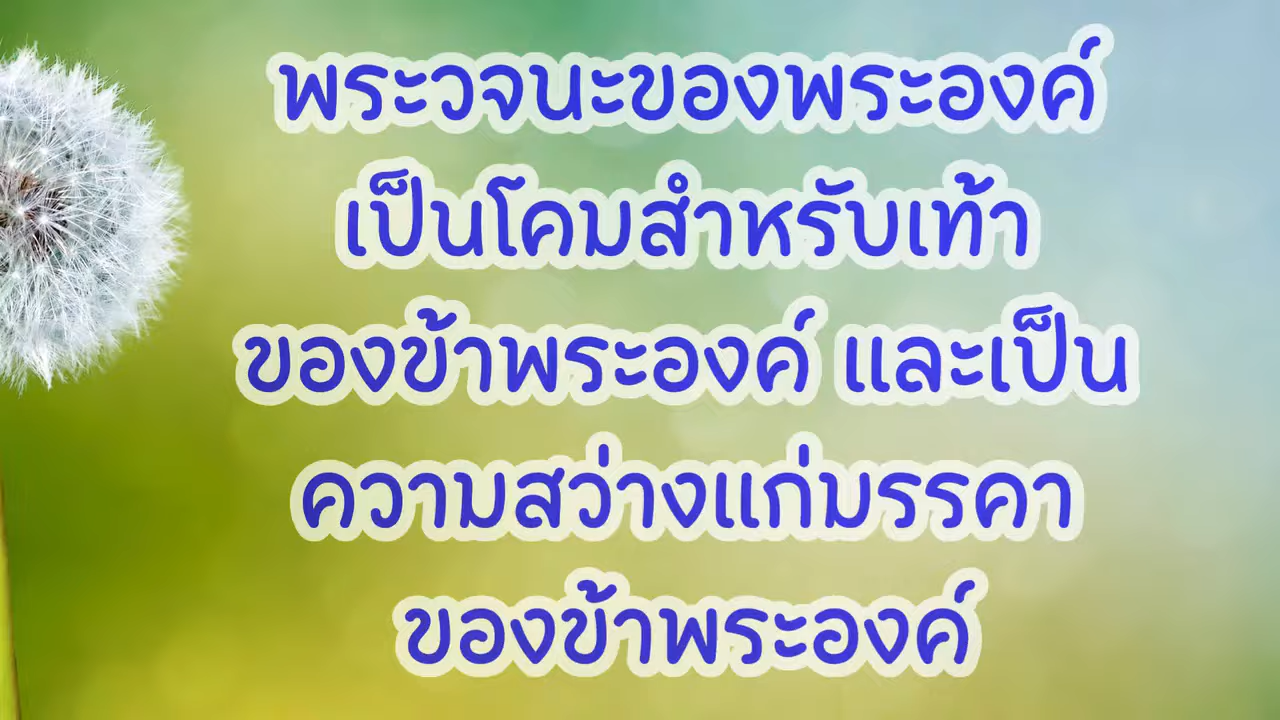 พระวจนะของพระองค์
เป็นโคมสำหรับเท้า
ของข้าพระองค์ และเป็น
ความสว่างแก่มรรคา
ของข้าพระองค์